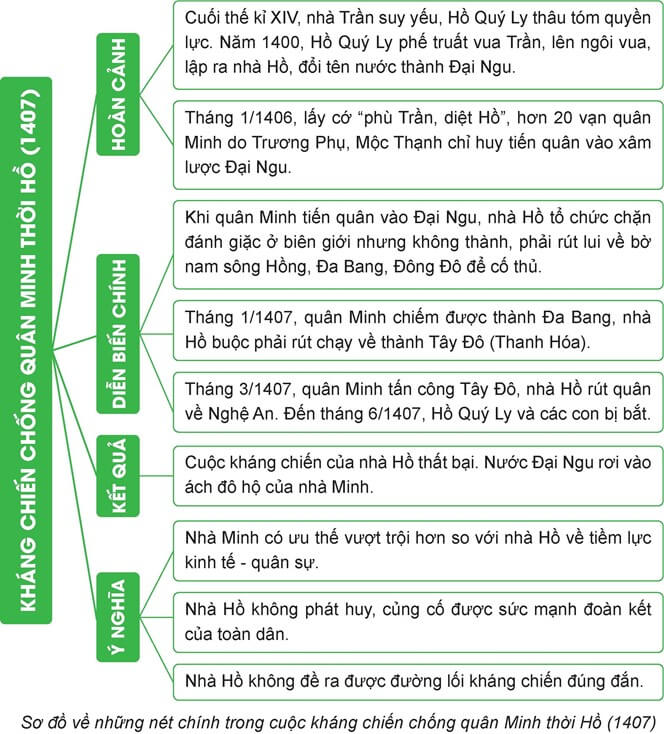 KHÁNG CHIẾN CHỐNG QUÂN MINH THỜI HỒ (1407)
HOÀN CẢNH
Cuối thế kỉ XIV, nhà Trần suy yếu, Hồ Quý Ly thâu tóm quyền
lực. Năm 1400, Hồ Quý Ly phế truất vua Trần, lên ngôi vua,
lập ra nhà Hồ, đổi tên nước thành Đại Ngu.
Tháng 1/1406, lấy cớ “phù Trần, diệt Hồ”, hơn 20 vạn quân
Minh do Trương Phụ, Mộc Thạnh chỉ huy tiến quân vào xâm
lược Đại Ngu.
DIỄN BIẾN CHÍNH
Khi quân Minh tiến quân vào Đại Ngu, nhà Hồ tổ chức chặn
đánh giặc ở biên giới nhưng không thành, phải rút lui về bờ
nam sông Hồng, Đa Bang, Đông Đô để cố thủ.
Tháng 1/1407, quân Minh chiếm được thành Đa Bang, nhà
Hồ buộc phải rút chạy về thành Tây Đô (Thanh Hóa).
Tháng 3/1407, quân Minh tấn công Tây Đô, nhà Hồ rút quân
về Nghệ An. Đến tháng 6/1407, Hồ Quý Ly và các con bị bắt.
KẾT QUẢ
Cuộc kháng chiến của nhà Hồ thất bại. Nước Đại Ngu rơi vào
ách đô hộ của nhà Minh.
Ý NGHĨA
Nhà Minh có ưu thế vượt trội hơn so với nhà Hồ về tiềm lực
kinh tế - quân sự.
Nhà Hồ không phát huy, củng cố được sức mạnh đoàn kết
của toàn dân.
Nhà Hồ không đề ra được đường lối kháng chiến đúng đắn.
Sơ đồ về những nét chính trong cuộc kháng chiến chống quân Minh thời Hồ (1407)